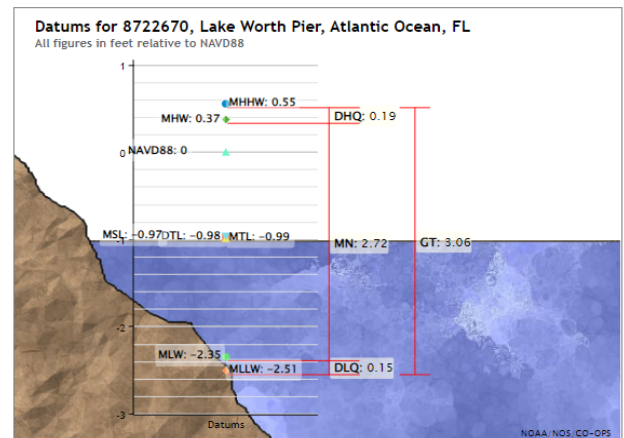 Datums for 8722670, Lake Worth Pier, Atlantic Ocean, FL
All figures in feet relative to NAVD88
1
MHHW: 0.55
MHW: 0.37
DHQ: 0.19
0
NAVD88: 0
MSL: -0.97
DTL: -0.98
MTL: -0.99
-1
MN: 2.72
GT: 3.06
-2
MLW: -2.35
MLLW: -2.51
DLQ: 0.15
-3
Datums
NOAA/NOS/CO-OPS